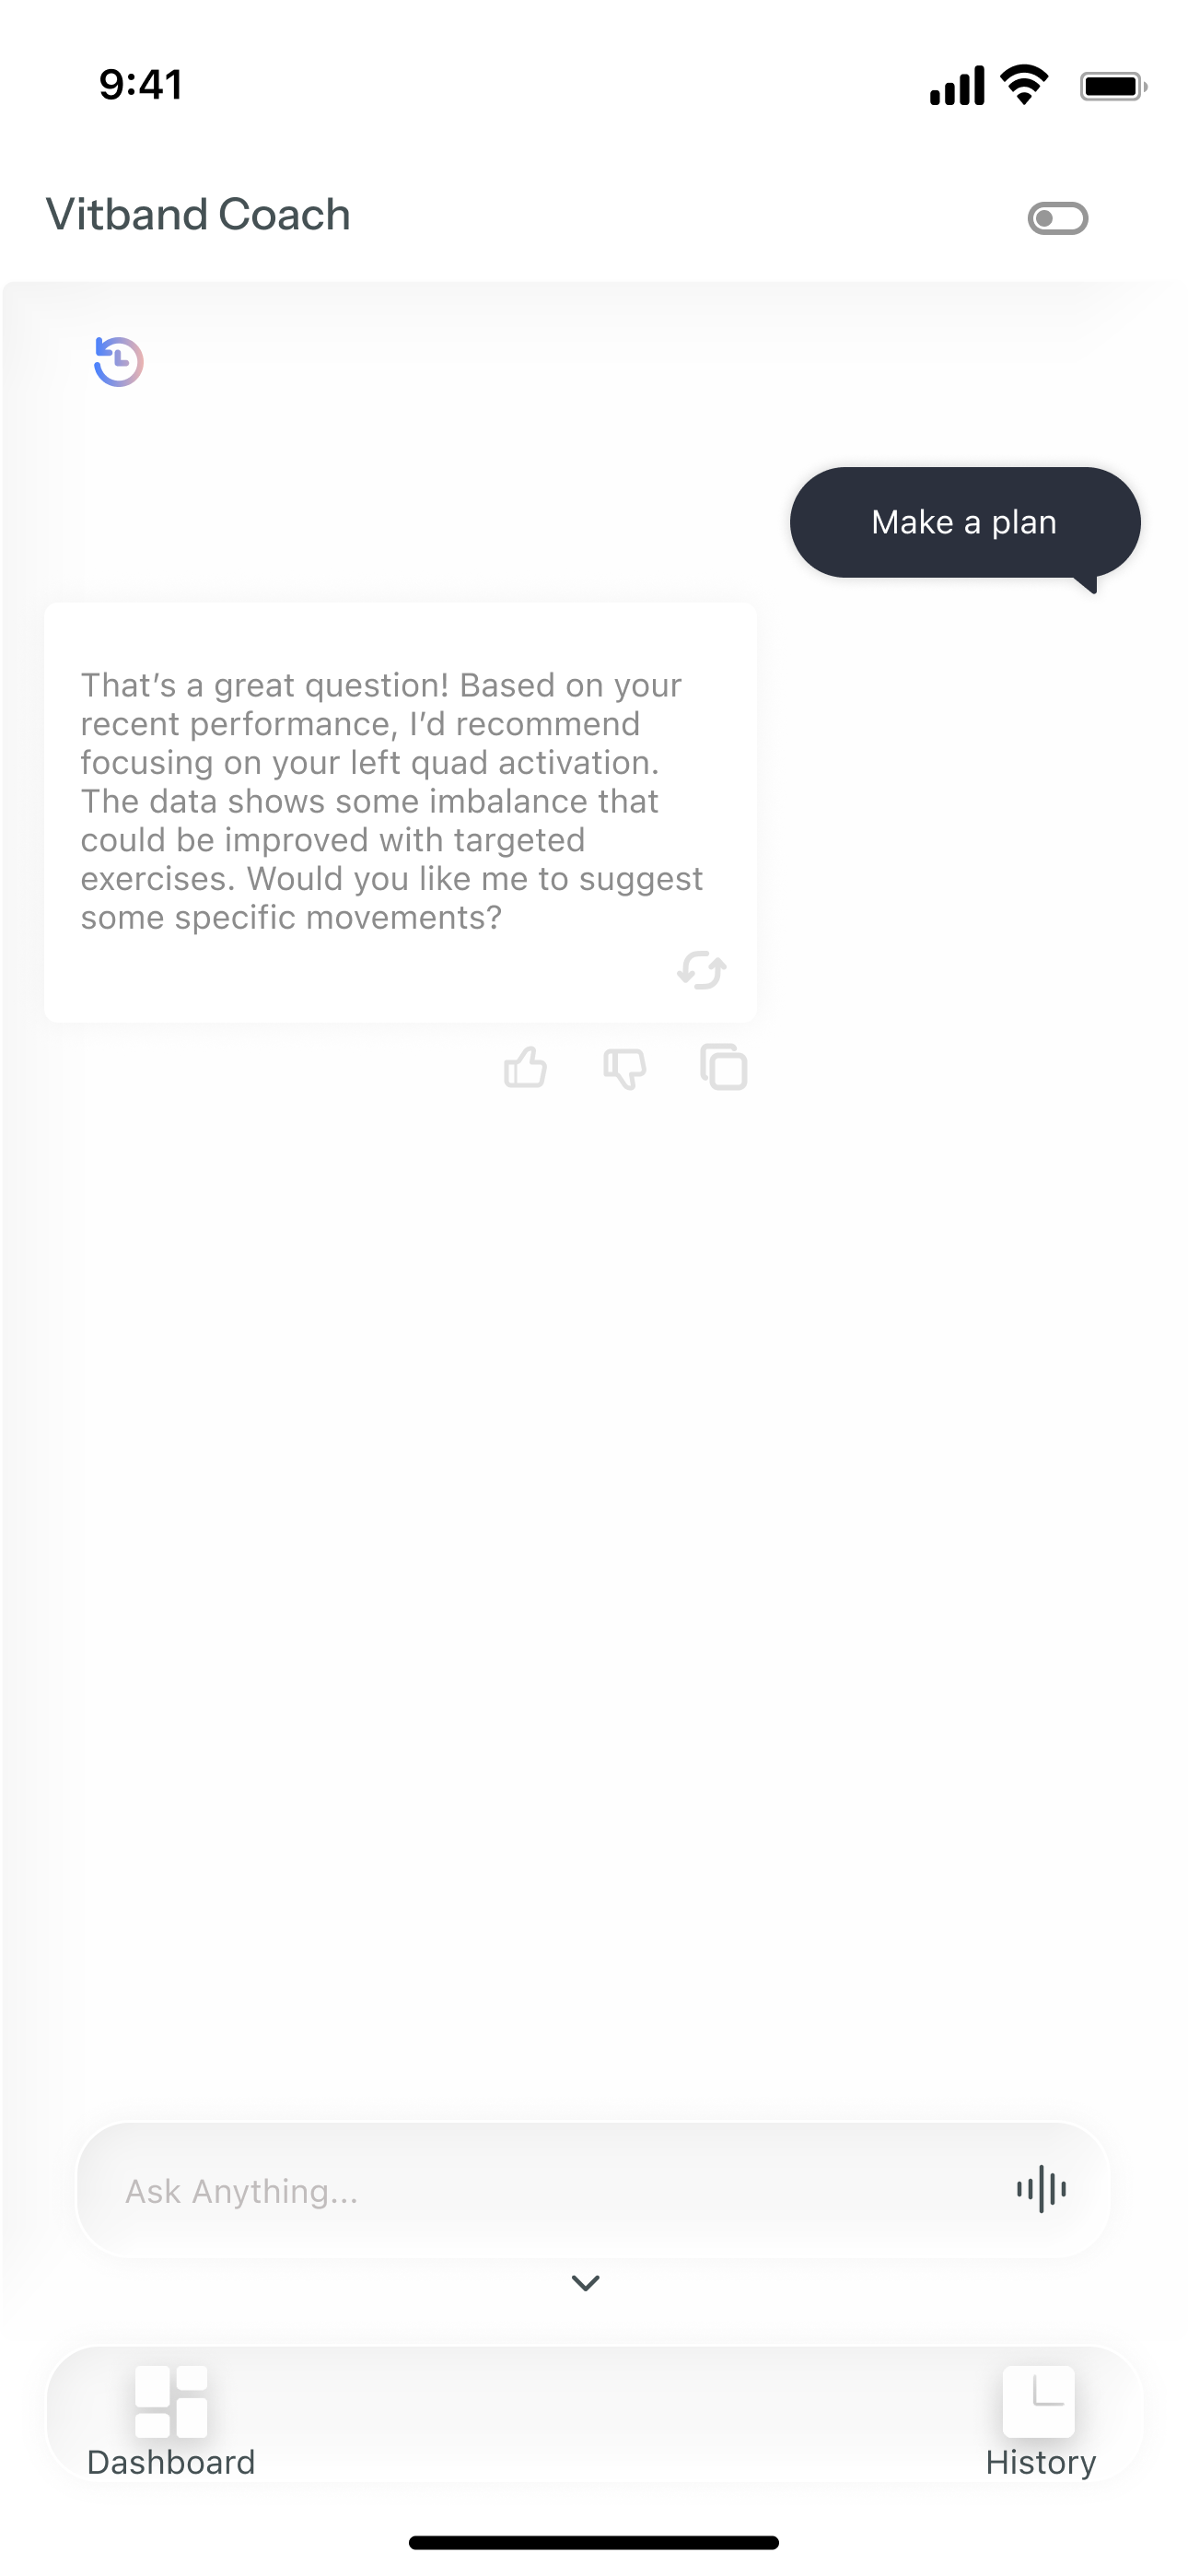 9:41
Vitband Coach
Make a plan
That’s a great question! Based on your
recent performance, I’d recommend
focusing on your left quad activation.
The data shows some imbalance that
could be improved with targeted
exercises. Would you like me to suggest
some specific movements?
Ask Anything...
Dashboard
History